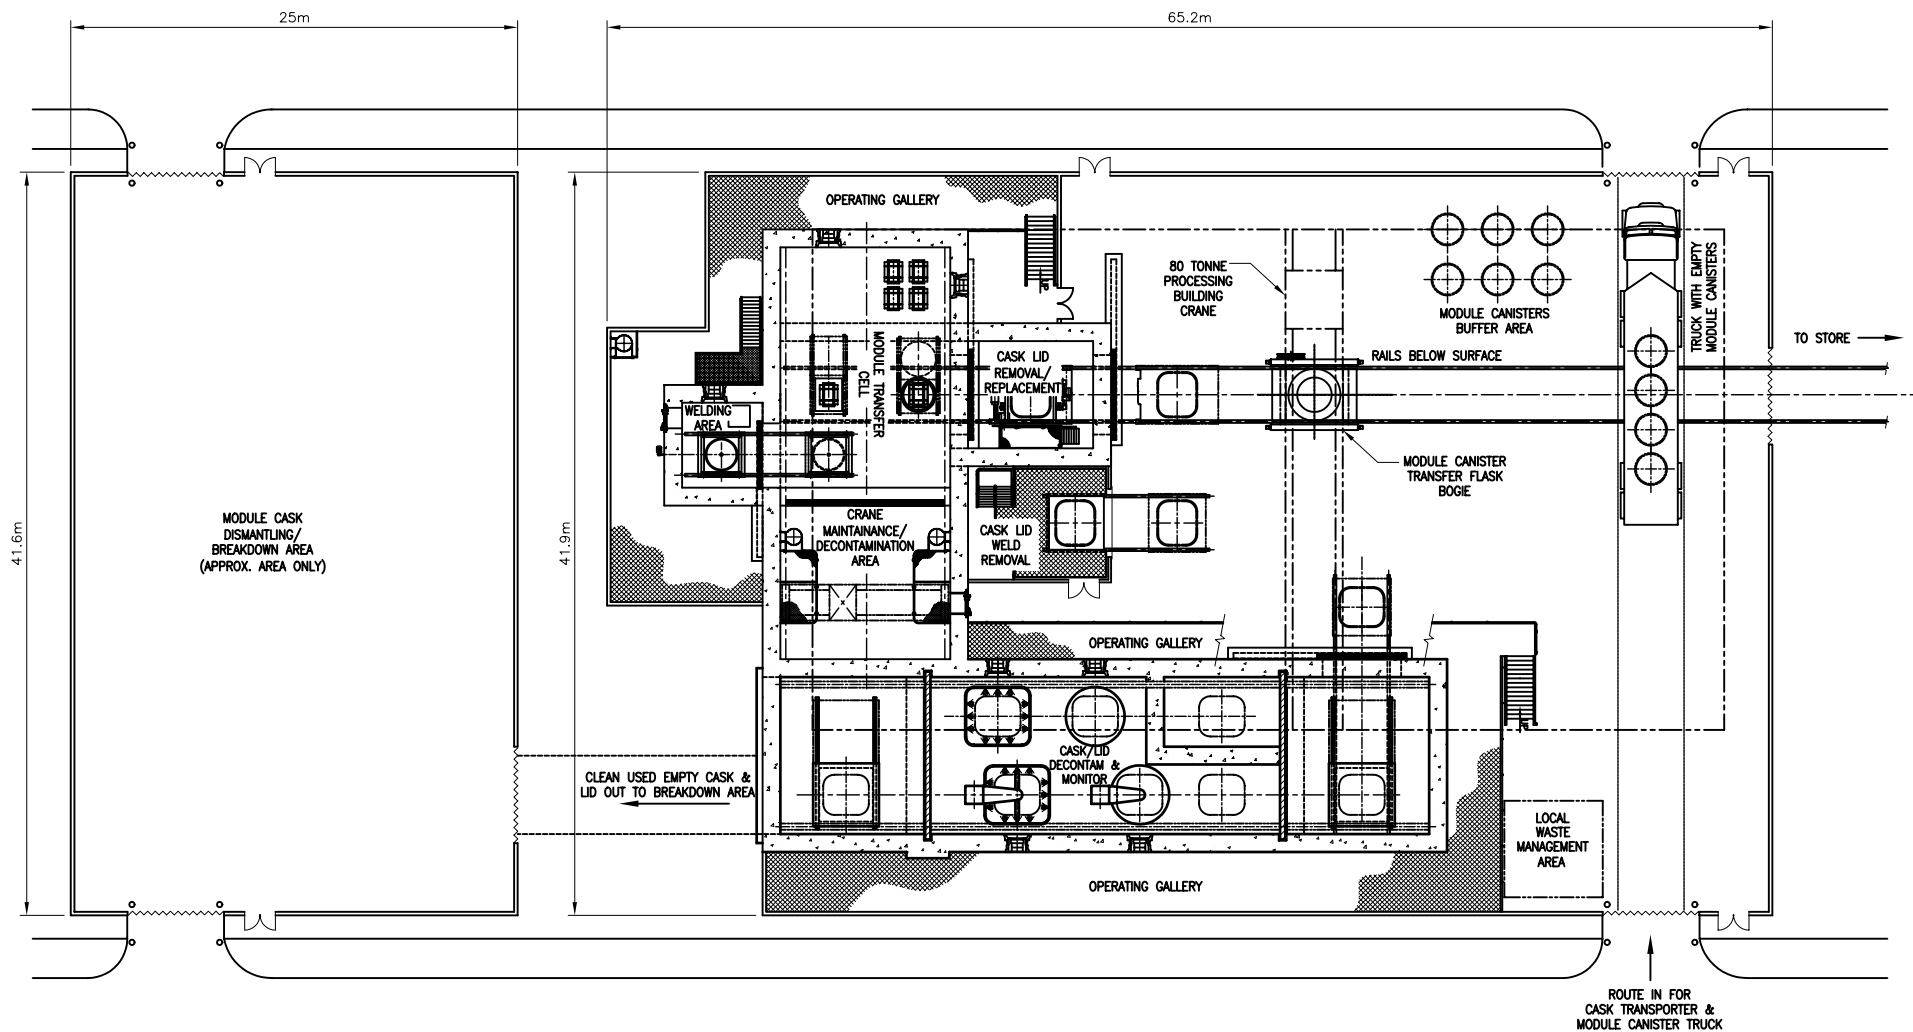 25m
65.2m
41.6m
41.9m
OPERATING GALLERY
UP
80 TONNE
PROCESSING
BUILDING
CRANE
MODULE CANISTERS
BUFFER AREA
TRUCK WITH EMPTY
MODULE CANISTERS
TO STORE
RAILS BELOW SURFACE
MODULE TRANSFER
CELL
CASK LID
REMOVAL/
REPLACEMENT
WELDING
AREA
MODULE CANISTER
TRANSFER FLASK
BOGIE
MODULE CASK
DISMANTLING/
BREAKDOWN AREA
(APPROX. AREA ONLY)
CRANE
MAINTAINANCE/
DECONTAMINATION
AREA
CASK LID
WELD
REMOVAL
OPERATING GALLERY
UP
CASK/LID
DECONTAM &
MONITOR
CLEAN USED EMPTY CASK &
LID OUT TO BREAKDOWN AREA
LOCAL
WASTE
MANAGEMENT
AREA
OPERATING GALLERY
ROUTE IN FOR
CASK TRANSPORTER &
MODULE CANISTER TRUCK